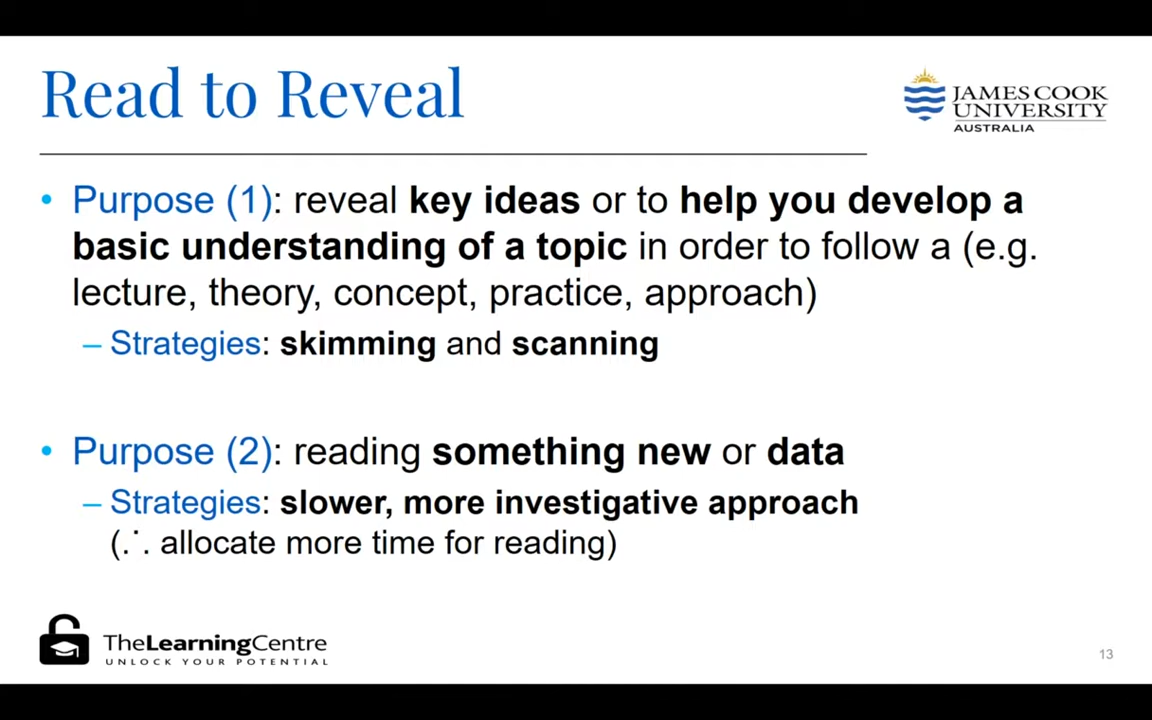 Read to Reveal
JAMES COOK
UNIVERSITY
AUSTRALIA
• Purpose (1): reveal key ideas or to help you develop a
basic understanding of a topic in order to follow a (e.g.
lecture, theory, concept, practice, approach)
– Strategies: skimming and scanning
• Purpose (2): reading something new or data
– Strategies: slower, more investigative approach
(∴ allocate more time for reading)
TheLearningCentre
UNLOCK YOUR POTENTIAL
13